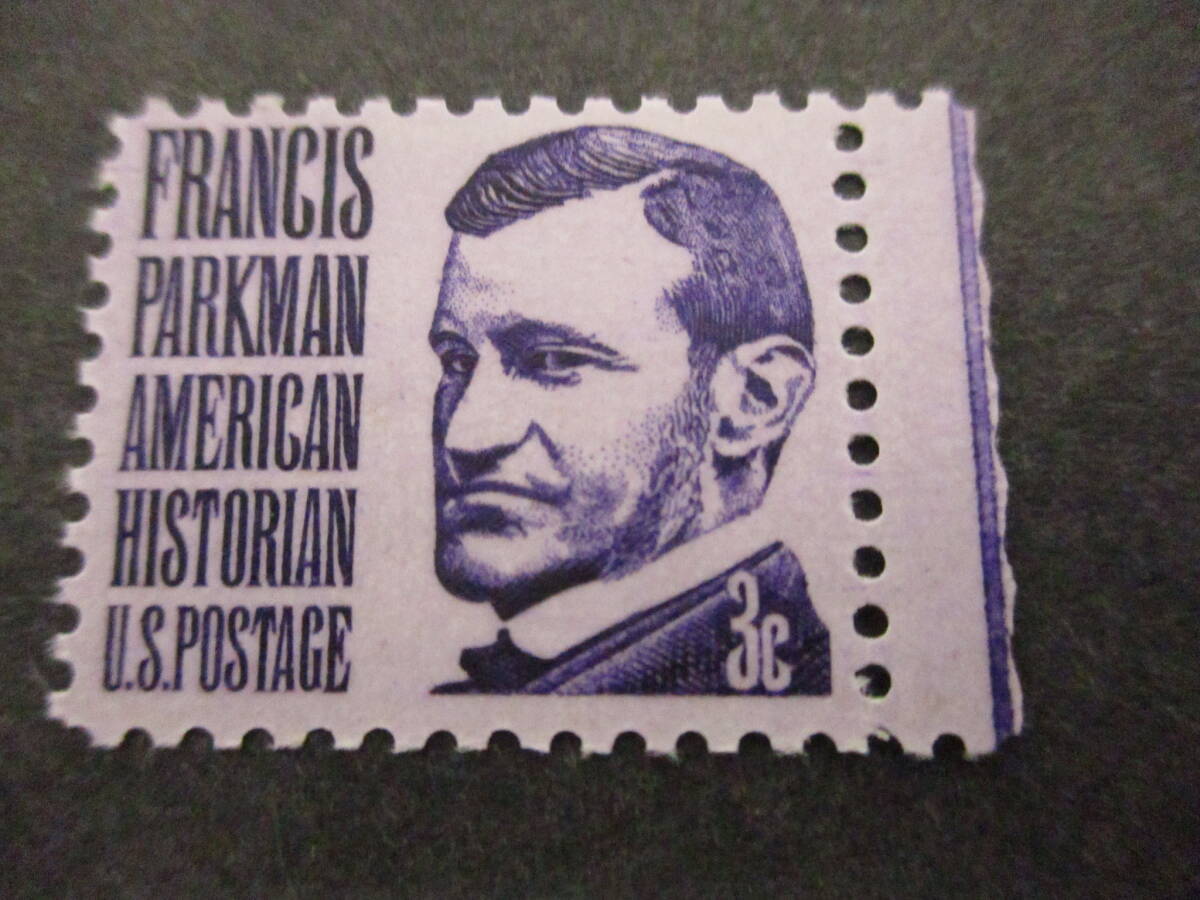 FRANCIS
PARKMAN
AMERICAN
HISTORIAN
U.S.POSTAGE
3c